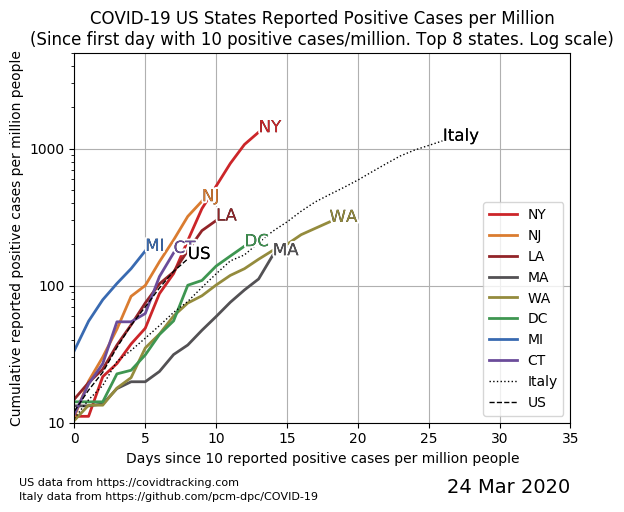 COVID-19 US States Reported Positive Cases per Million
(Since first day with 10 positive cases/million. Top 8 states. Log scale)
Cumulative reported positive cases per million people
1000
100
10
NY
Italy
NJ
LA
WA
MI
CT
US
DC
MA
NY
NJ
LA
MA
WA
DC
MI
CT
Italy
US
0 5 10 15 20 25 30 35
Days since 10 reported positive cases per million people
US data from https://covidtracking.com
Italy data from https://github.com/pcm-dpc/COVID-19
24 Mar 2020